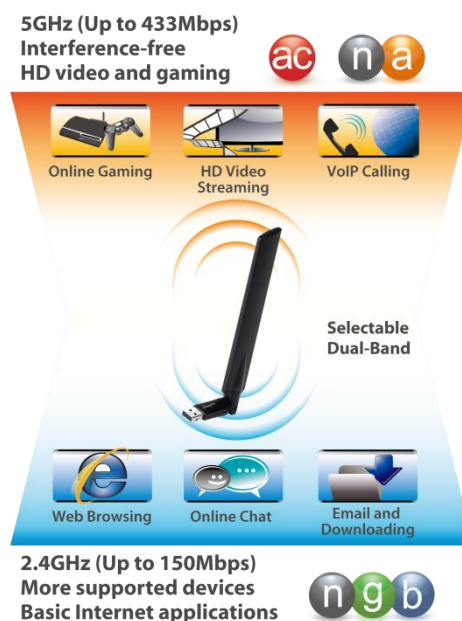 5GHz (Up to 433Mbps)
Interference-free
HD video and gaming
ac n a
Online Gaming
HD Video
Streaming
VoIP Calling
Selectable
Dual-Band
Web Browsing
Online Chat
Email and
Downloading
2.4GHz (Up to 150Mbps)
More supported devices
Basic Internet applications
n g b